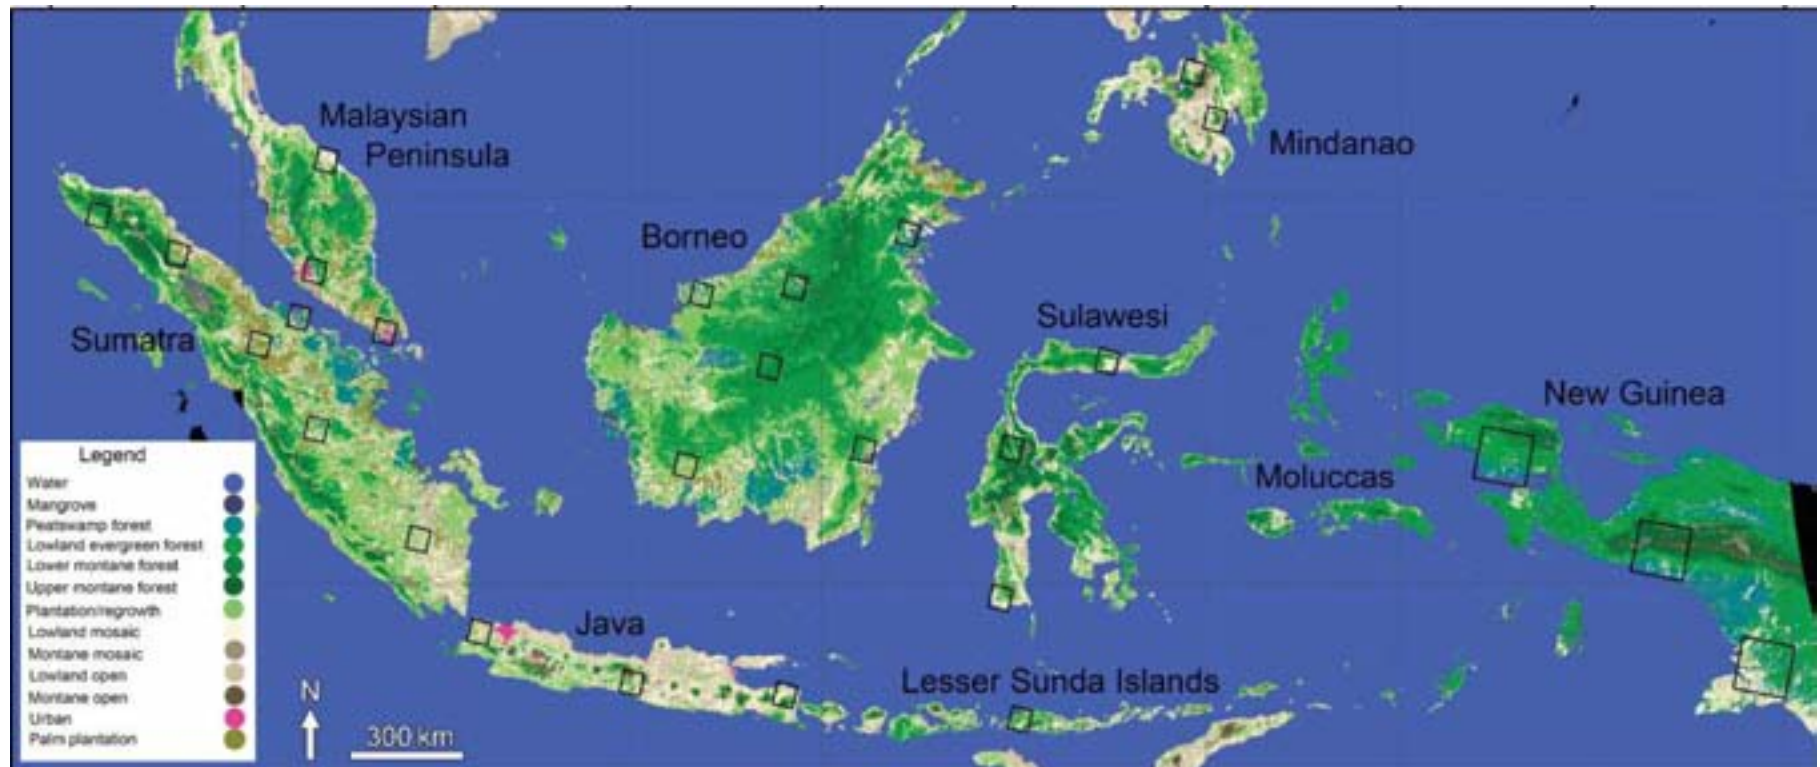 Malaysian
Peninsula
Mindanao
Borneo
Sulawesi
Sumatra
New Guinea
Moluccas
Java
Lesser Sunda Islands
Legend
Water
Mangrove
Peatswamp forest
Lowland evergreen forest
Lower montane forest
Upper montane forest
Plantation/regrowth
Lowland mosaic
Montane mosaic
Lowland open
Montane open
Urban
Palm plantation
N
300 km